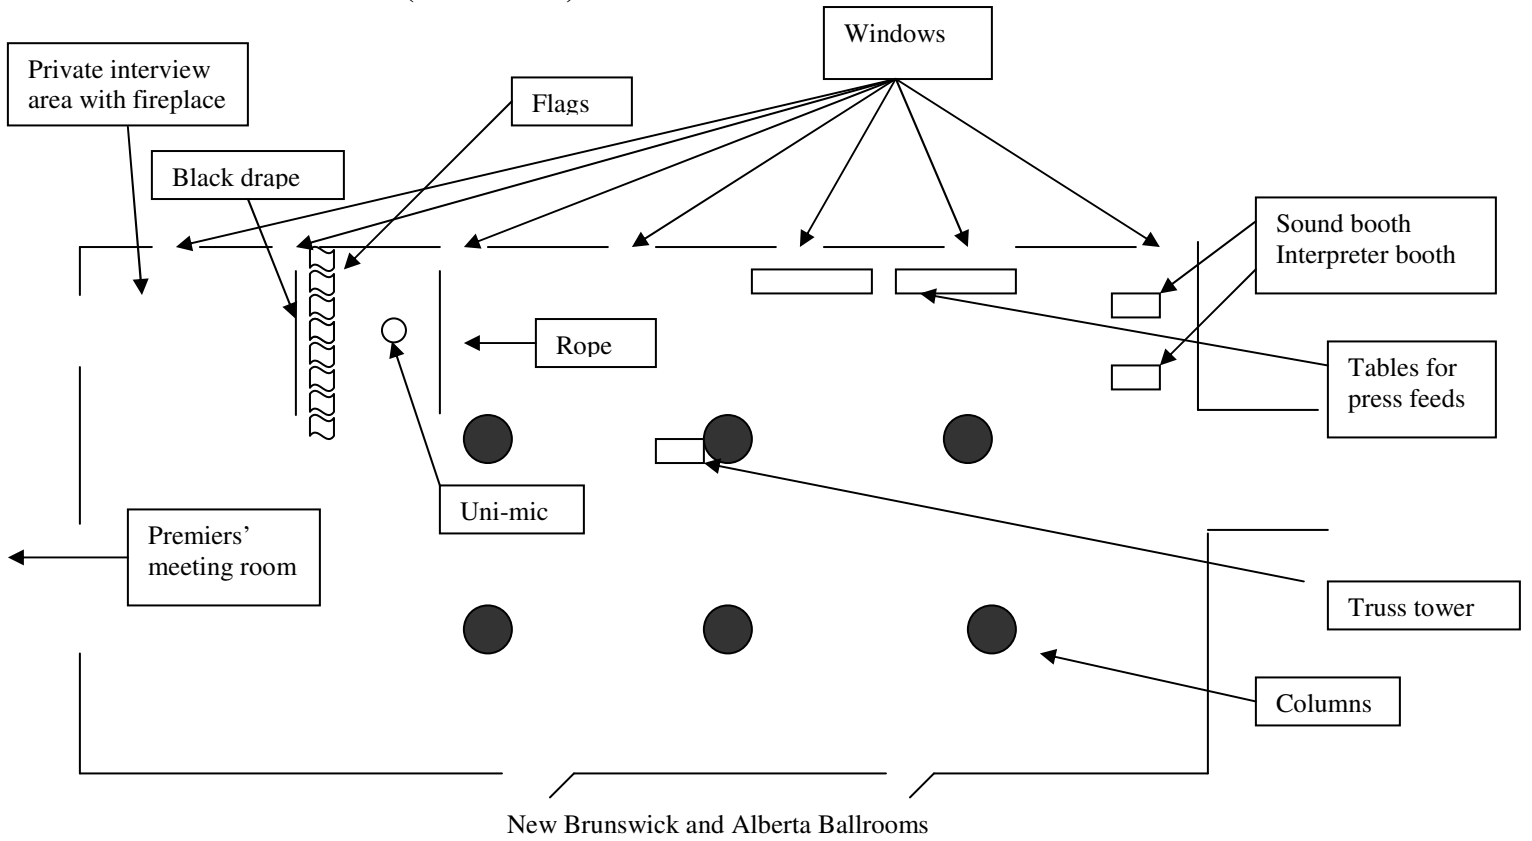 Windows
Private interview
area with fireplace
Flags
Black drape
Sound booth
Interpreter booth
Rope
Tables for
press feeds
Uni-mic
Premiers’
meeting room
Truss tower
Columns
New Brunswick and Alberta Ballrooms